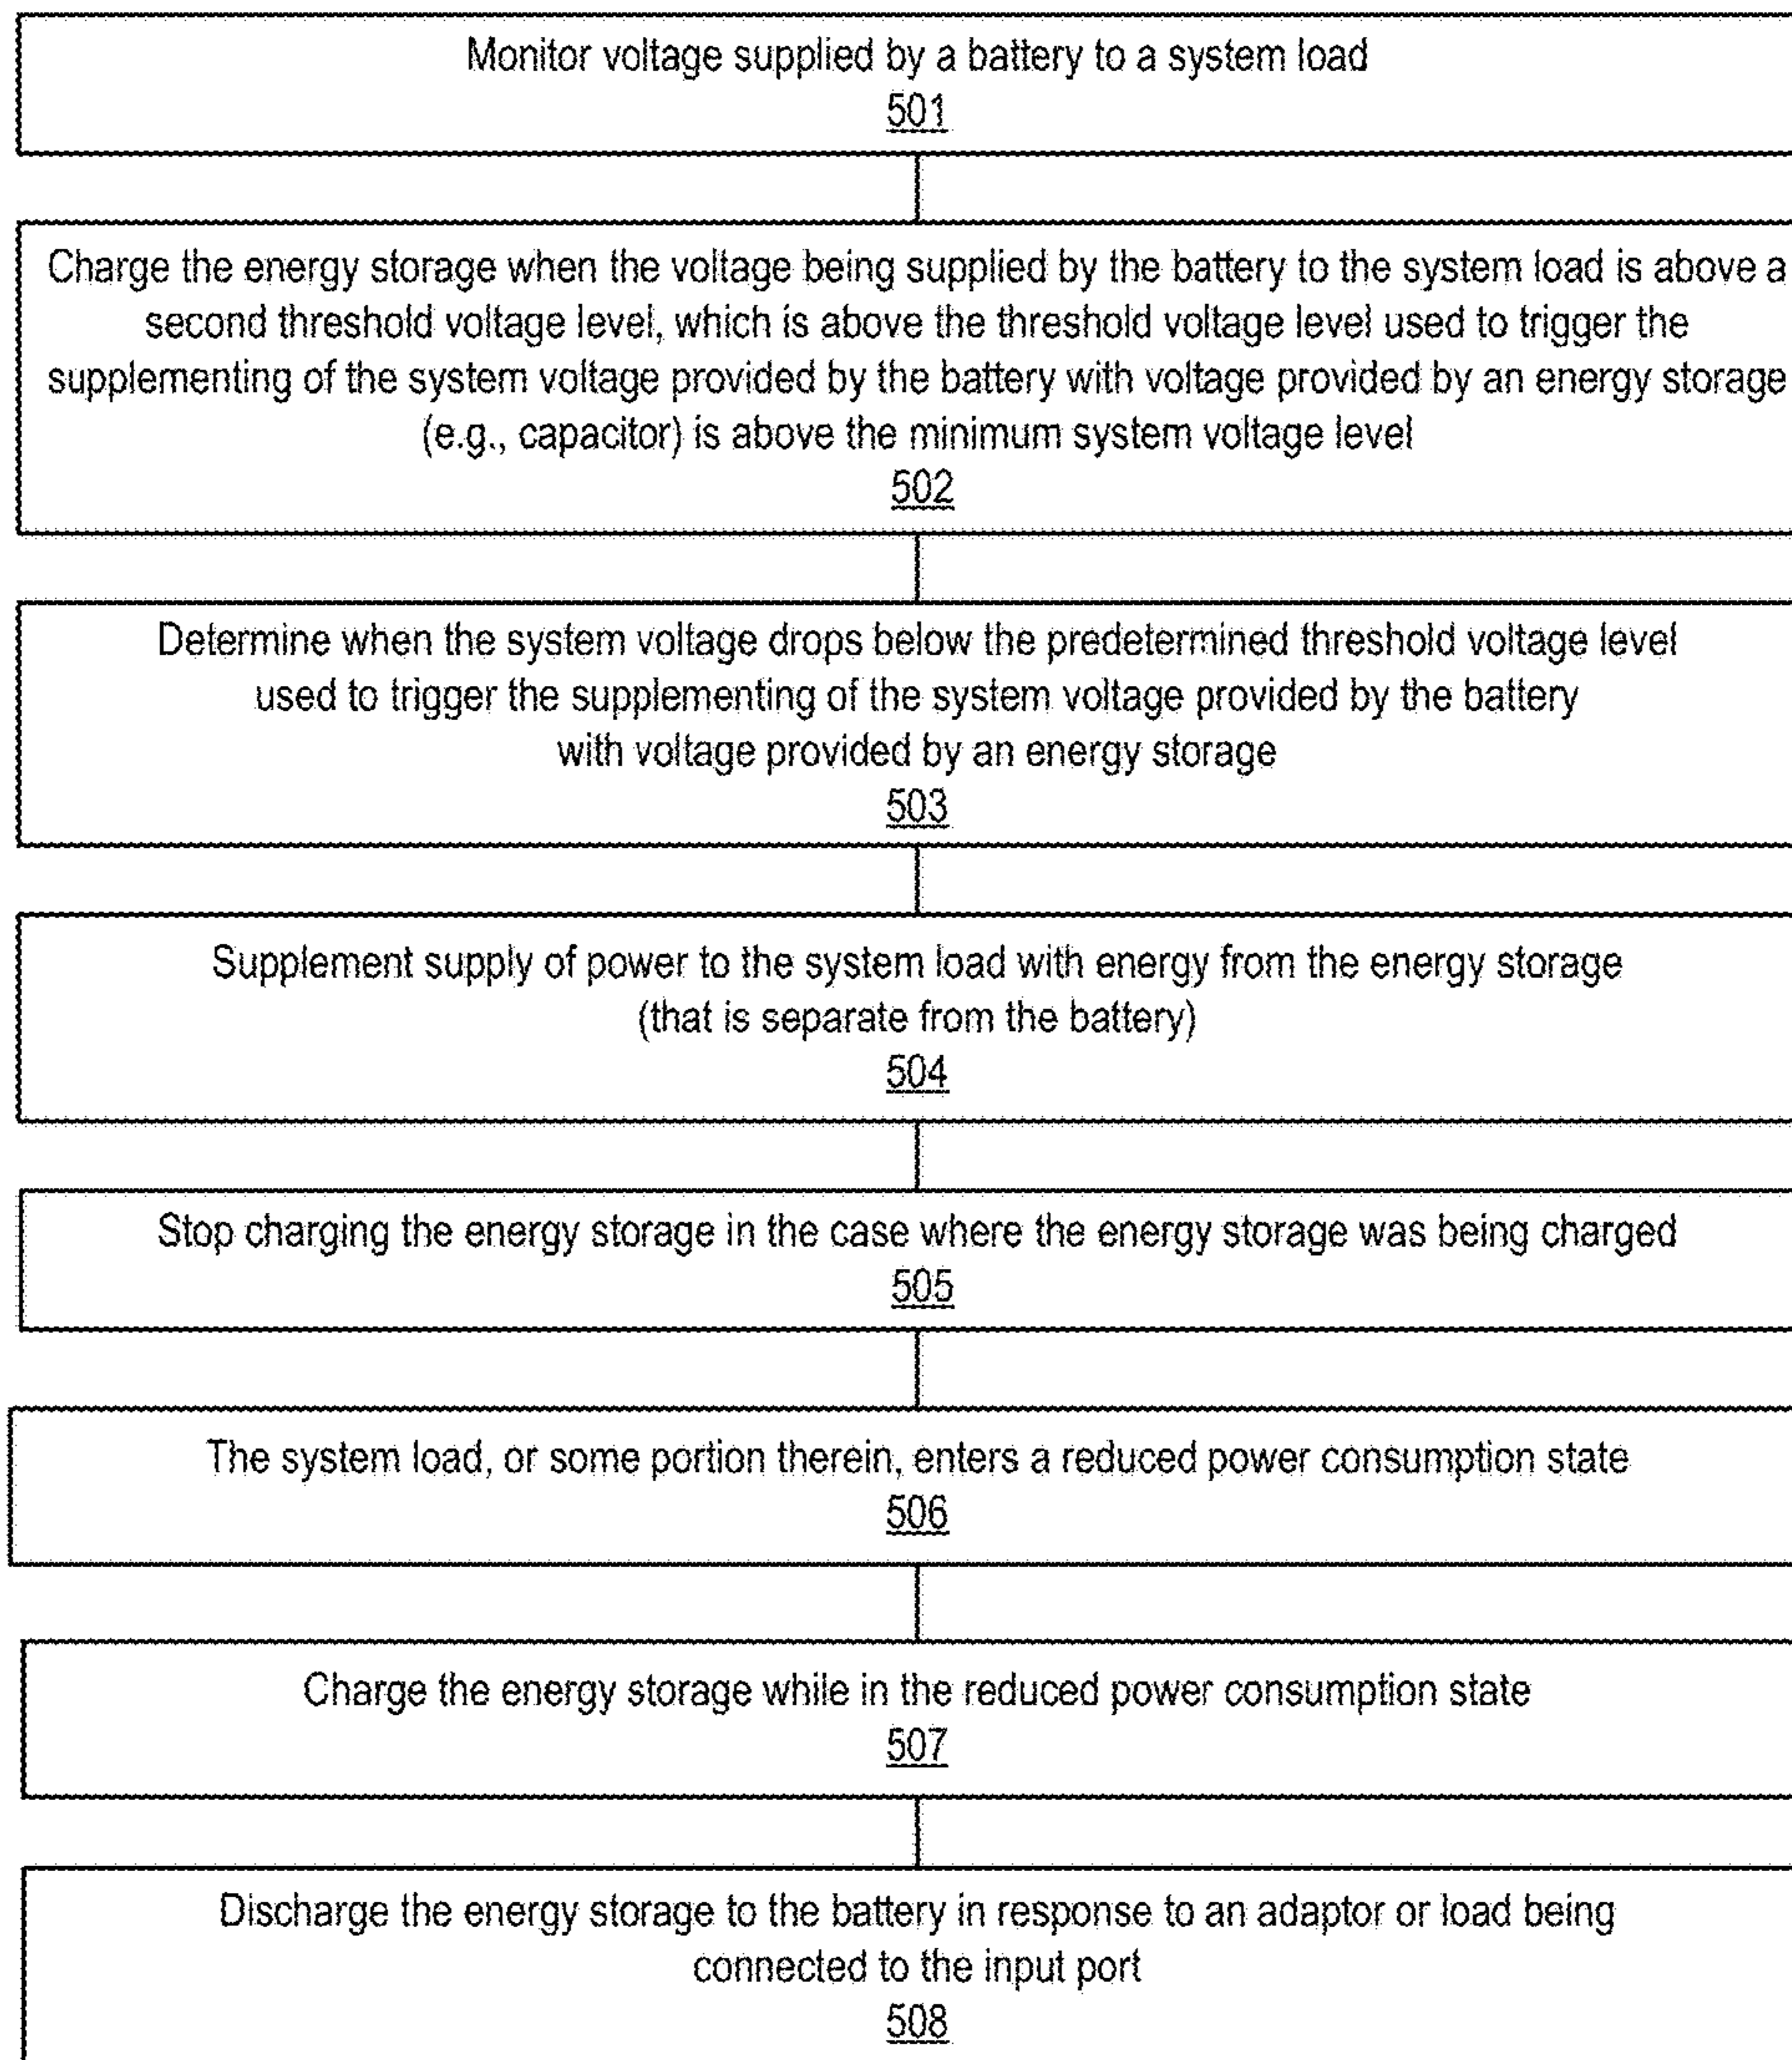 Monitor voltage supplied by a battery to a system load
501
Charge the energy storage when the voltage being supplied by the battery to the system load is above a
second threshold voltage level, which is above the threshold voltage level used to trigger the
supplementing of the system voltage provided by the battery with voltage provided by an energy storage
(e.g., capacitor) is above the minimum system voltage level
502
Determine when the system voltage drops below the predetermined threshold voltage level
used to trigger the supplementing of the system voltage provided by the battery
with voltage provided by an energy storage
503
Supplement supply of power to the system load with energy from the energy storage
(that is separate from the battery)
504
Stop charging the energy storage in the case where the energy storage was being charged
505
The system load, or some portion therein, enters a reduced power consumption state
506
Charge the energy storage while in the reduced power consumption state
507
Discharge the energy storage to the battery in response to an adaptor or load being
connected to the input port
508